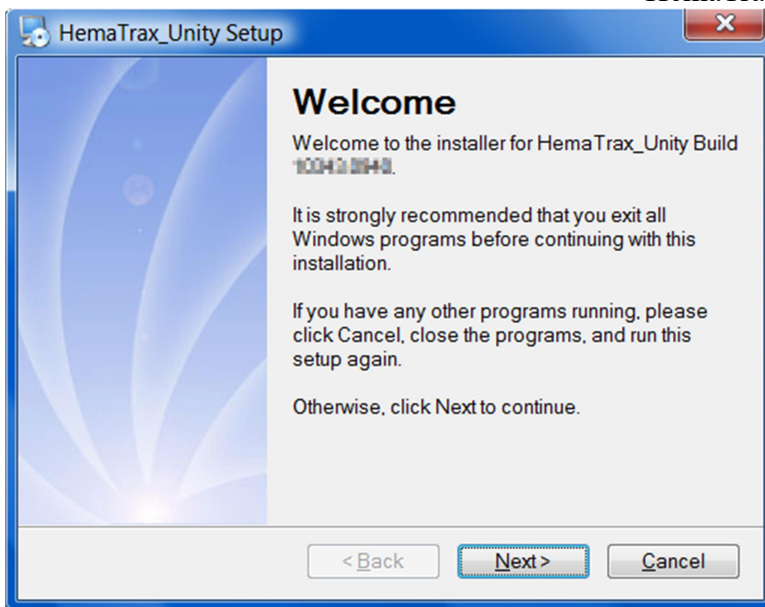 HemaTrax_Unity Setup
Welcome
Welcome to the installer for HemaTrax_Unity Build
It is strongly recommended that you exit all
Windows programs before continuing with this
installation.
If you have any other programs running, please
click Cancel, close the programs, and run this
setup again.
Otherwise, click Next to continue.
< Back
Next >
Cancel